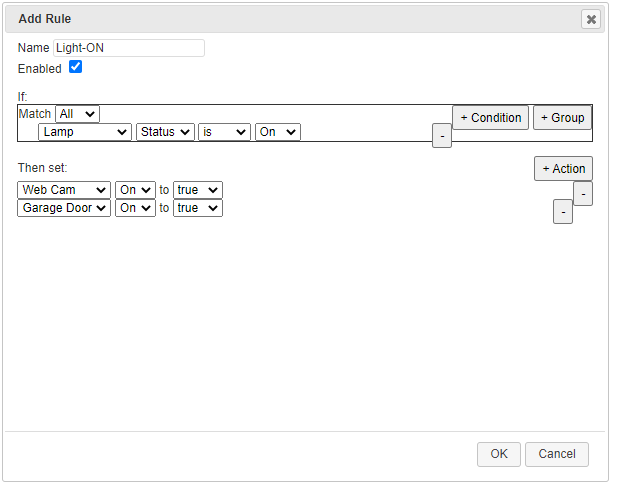 Add Rule
Name Light-ON
Enabled
If:
Match All + Condition + Group
Lamp Status is On -
Then set: + Action
Web Cam On to true -
Garage Door On to true -
OK Cancel